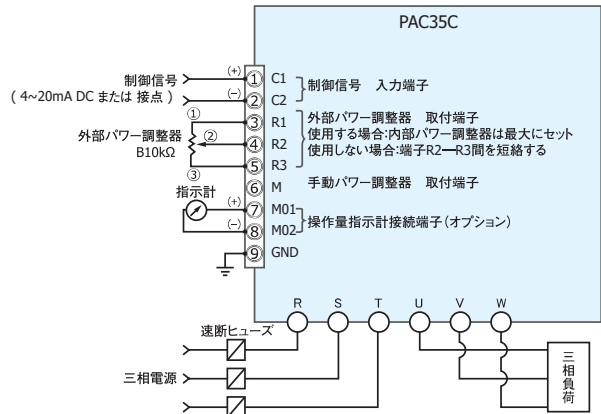 PAC35C
制御信号
( 4~20mA DC または 接点 )
(+)
(−)
① C1
② C2
制御信号 入力端子
外部パワー調整器
B10kΩ
①
②
③
③ R1
④ R2
⑤ R3
外部パワー調整器 取付端子
使用する場合:内部パワー調整器は最大にセット
使用しない場合:端子R2―R3間を短絡する
⑥ M
手動パワー調整器 取付端子
指示計
(+)
(−)
⑦ M01
⑧ M02
操作量指示計接続端子(オプション)
⑨ GND
R S T U V W
速断ヒューズ
三相電源
三相負荷